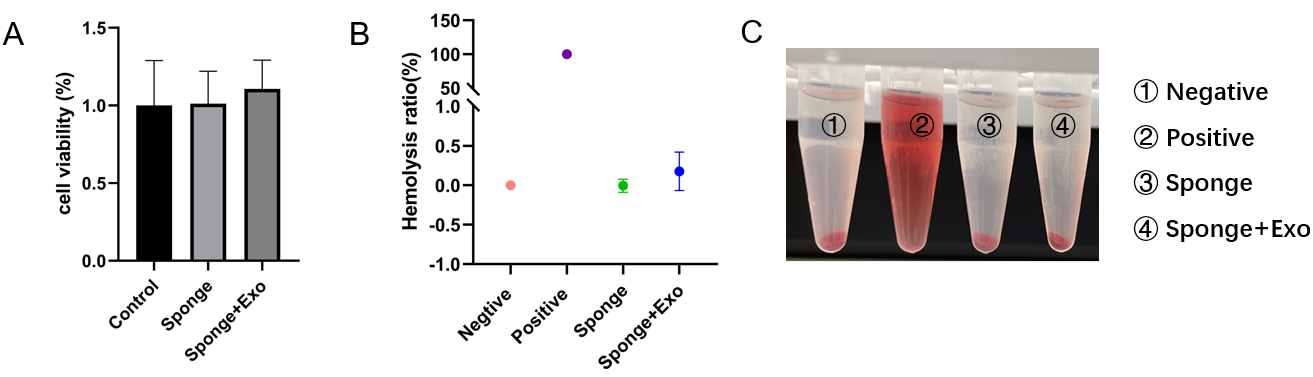 A
cell viability (%)
1.5
1.0
0.5
0.0
Control
Sponge
Sponge+Exo
B
Hemolysis ratio(%)
150
100
50
1.0
0.5
0.0
-0.5
-1.0
Negtive
Positive
Sponge
Sponge+Exo
C
① ② ③ ④
① Negative
② Positive
③ Sponge
④ Sponge+Exo